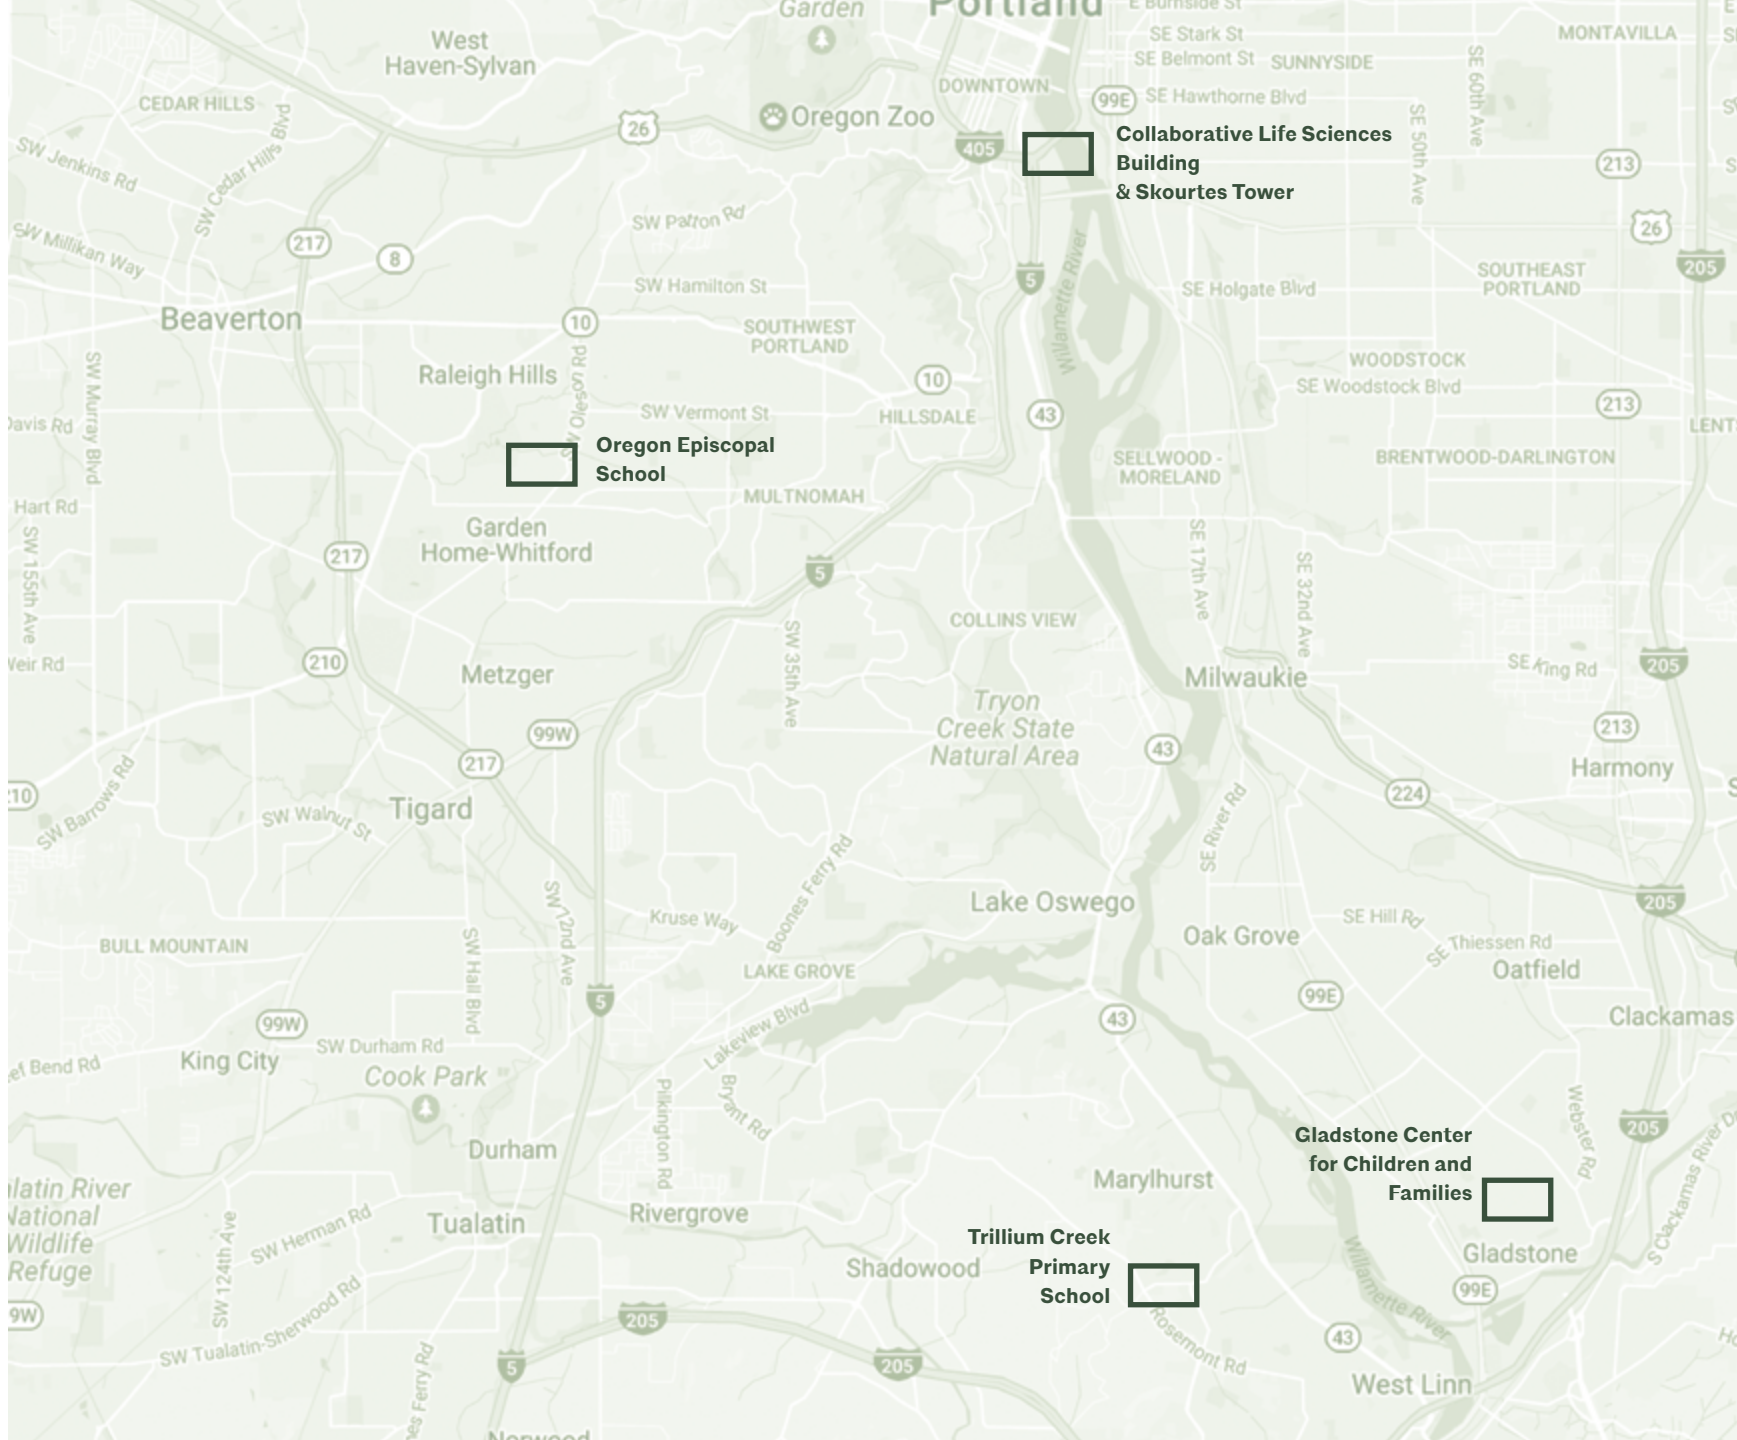 Garden
Portland
E Burnside St
SE Stark St
SE Belmont St
SUNNYSIDE
MONTAVILLA
West
Haven-Sylvan
SE 60th Ave
DOWNTOWN
99E
SE Hawthorne Blvd
CEDAR HILLS
26
Oregon Zoo
405
Collaborative Life Sciences
Building
& Skourtes Tower
SE 50th Ave
213
SW Jenkins Rd
SW Cedar Hills Blvd
SW Patton Rd
26
SW Millikan Way
217
8
5
Willamette River
SE Holgate Blvd
SOUTHEAST
PORTLAND
205
SW Hamilton St
Beaverton
10
SOUTHWEST
PORTLAND
WOODSTOCK
SE Woodstock Blvd
Raleigh Hills
SW Oleson Rd
10
SW Murray Blvd
SW Vermont St
HILLSDALE
43
213
Davis Rd
Oregon Episcopal
School
SELLWOOD -
MORELAND
BRENTWOOD-DARLINGTON
MULTNOMAH
Hart Rd
Garden
Home-Whitford
217
5
SW 155th Ave
SE 17th Ave
SE 32nd Ave
COLLINS VIEW
SW 35th Ave
210
Metzger
Milwaukie
SE King Rd
205
Tryon
Creek State
Natural Area
99W
217
43
213
Harmony
SW Barrows Rd
Tigard
SW Walnut St
224
SE River Rd
Boones Ferry Rd
SW 72nd Ave
Kruse Way
Lake Oswego
SE Hill Rd
205
BULL MOUNTAIN
SW Hall Blvd
Oak Grove
SE Thiessen Rd
Oatfield
LAKE GROVE
5
99E
99W
Lakeview Blvd
43
Clackamas
King City
SW Durham Rd
Cook Park
Bryant Rd
Pilkington Rd
Webster Rd
205
S Clackamas River Dr
Durham
Gladstone Center
for Children and
Families
Marylhurst
National
Wildlife
Refuge
SW 124th Ave
SW Herman Rd
Tualatin
Rivergrove
Trillium Creek
Primary
School
Shadowood
Willamette River
Gladstone
99E
205
SW Tualatin-Sherwood Rd
Rosemont Rd
43
5
205
West Linn
Norwood